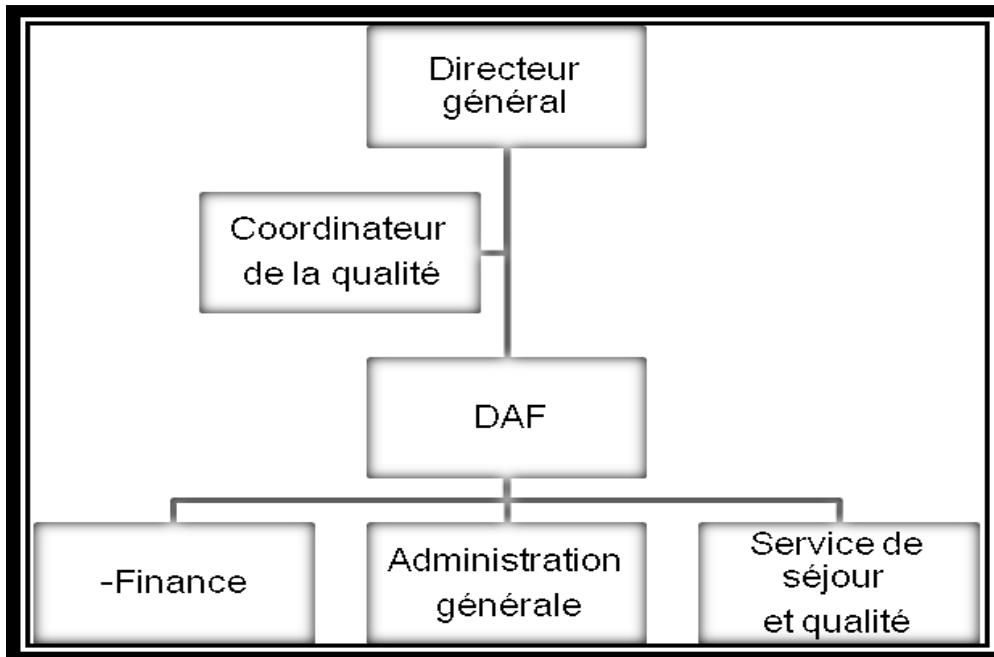 Directeur
général
Coordinateur
de la qualité
DAF
-Finance
Administration
générale
Service de
séjour
et qualité